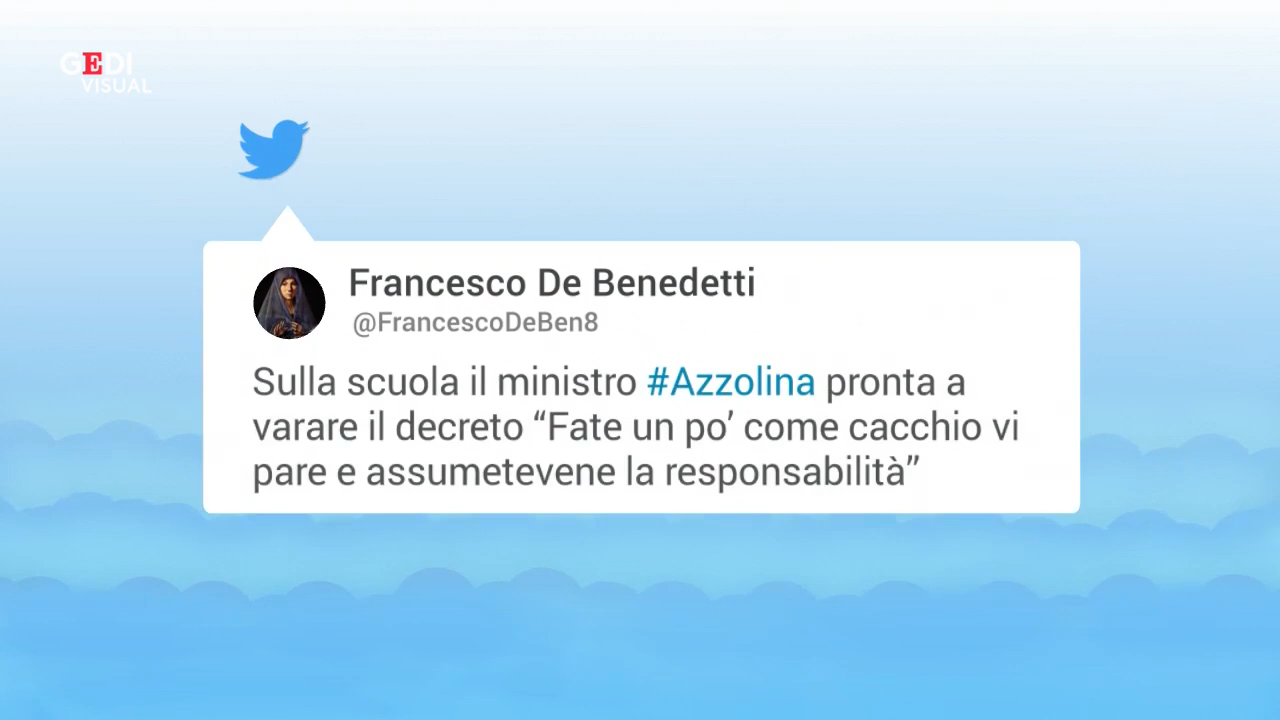 GEDI
VISUAL
Francesco De Benedetti
@FrancescoDeBen8
Sulla scuola il ministro #Azzolina pronta a
varare il decreto “Fate un po’ come cacchio vi
pare e assumetevene la responsabilità”